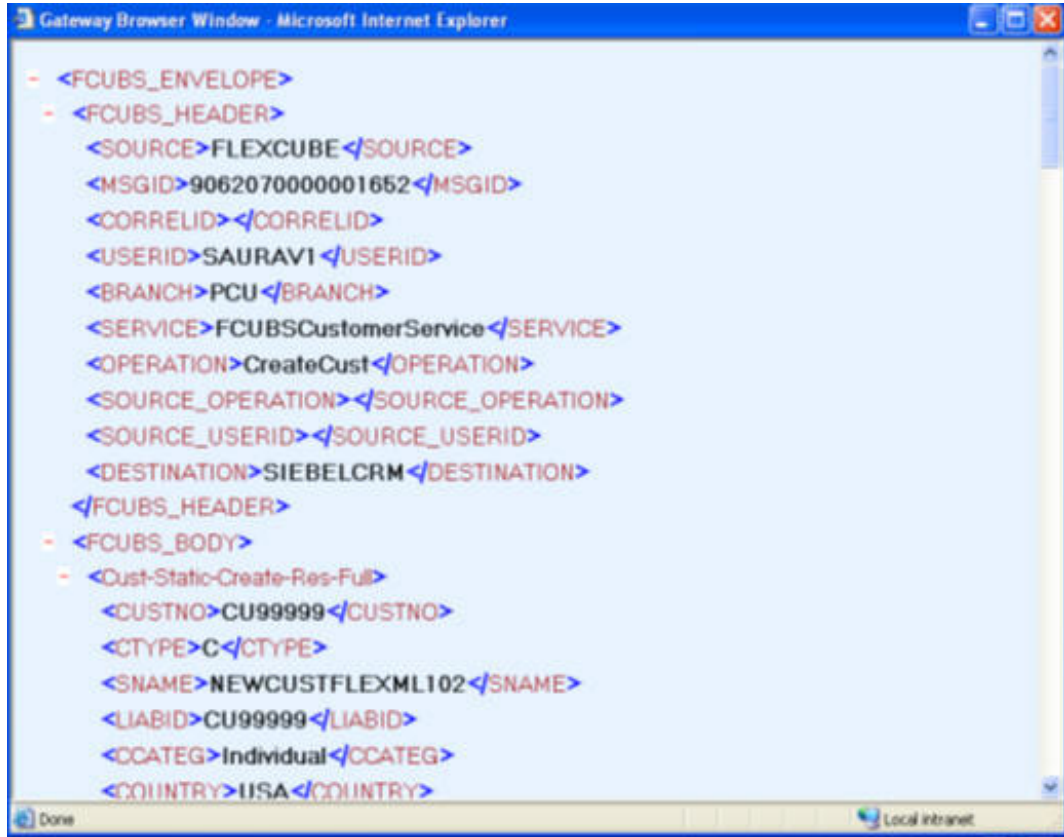 Gateway Browser Window - Microsoft Internet Explorer
- <FCUBS_ENVELOPE>
- <FCUBS_HEADER>
<SOURCE>FLEXCUBE</SOURCE>
<MSGID>9062070000001652</MSGID>
<CORRELID></CORRELID>
<USERID>SAURAV1</USERID>
<BRANCH>PCU</BRANCH>
<SERVICE>FCUBSCustomerService</SERVICE>
<OPERATION>CreateCust</OPERATION>
<SOURCE_OPERATION></SOURCE_OPERATION>
<SOURCE_USERID></SOURCE_USERID>
<DESTINATION>SIEBELCRM</DESTINATION>
</FCUBS_HEADER>
- <FCUBS_BODY>
- <Cust-Static-Create-Res-Full>
<CUSTNO>CU99999</CUSTNO>
<CTYPE>C</CTYPE>
<SNAME>NEWCUSTFLEXML102</SNAME>
<LIABID>CU99999</LIABID>
<CCATEG>Individual</CCATEG>
<COUNTRY>USA</COUNTRY>
Done Local intranet